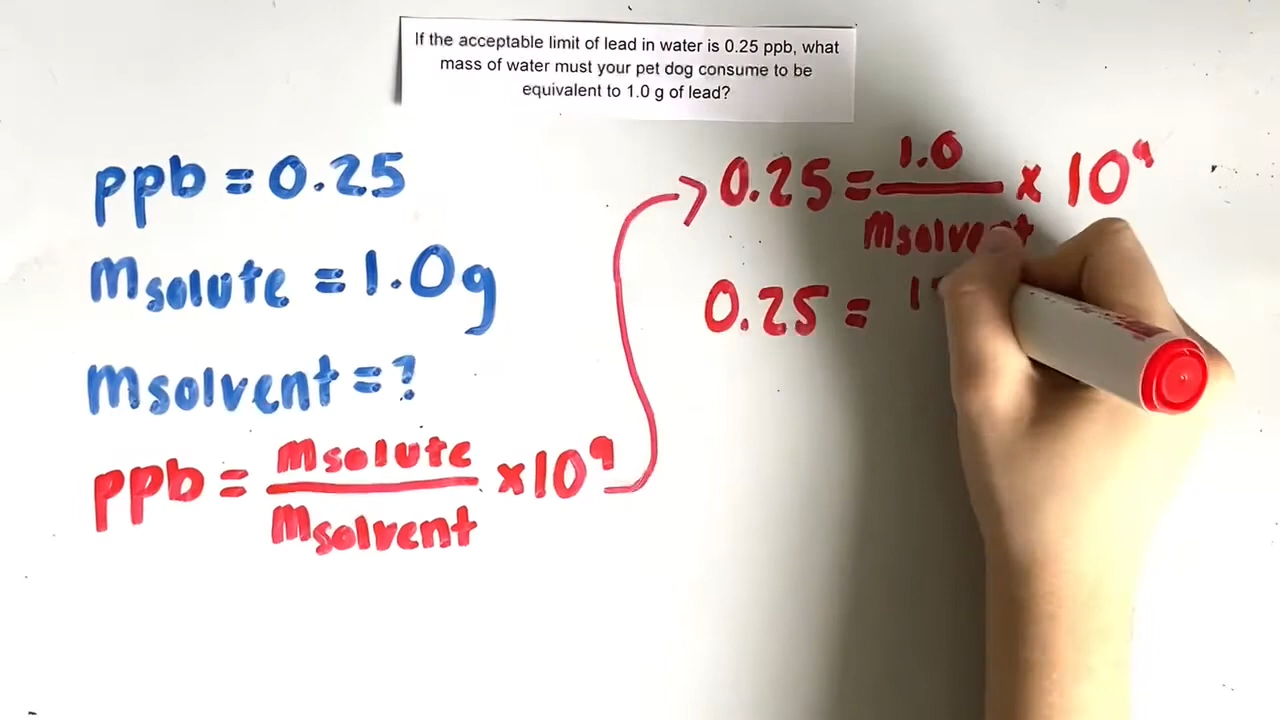 If the acceptable limit of lead in water is 0.25 ppb, what
mass of water must your pet dog consume to be
equivalent to 1.0 g of lead?
ppb = 0.25
msolute = 1.0g
msolvent = ?
ppb = msolute / msolvent x10⁹
0.25 = 1.0 / msolvent x 10⁹
0.25 = 1